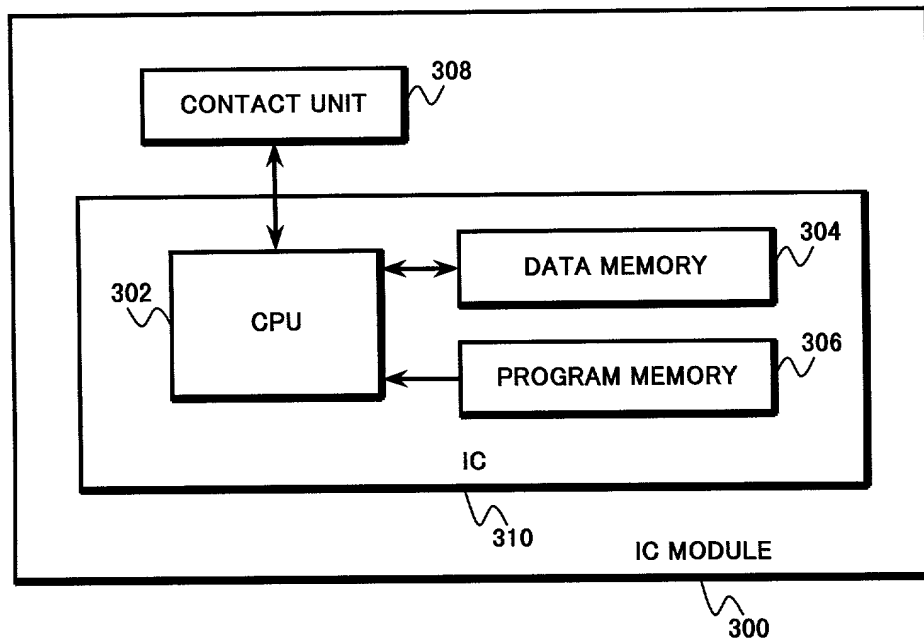 308
CONTACT UNIT
304
DATA MEMORY
302
CPU
306
PROGRAM MEMORY
IC
310
IC MODULE
300